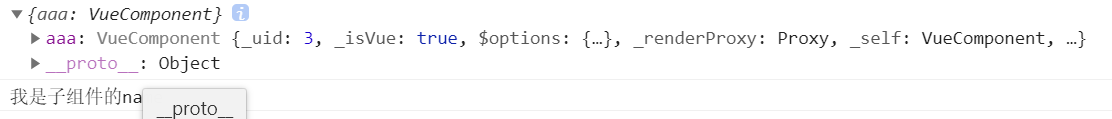 ▼{aaa: VueComponent} i
▶aaa: VueComponent {_uid: 3, _isVue: true, $options: {…}, _renderProxy: Proxy, _self: VueComponent, …}
▶__proto__: Object
我是子组件的na
__proto__